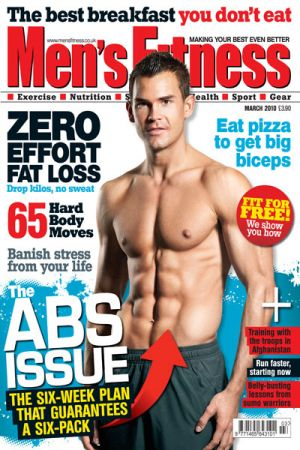 The best breakfast you don't eat
www.mensfitness.co.uk
MAKING YOUR BEST EVEN BETTER
Men's Fitness
Exercise • Nutrition • S ealth • Sport • Gear
MARCH 2010 £3.90
ZERO
EFFORT
FAT LOSS
Drop kilos, no sweat
65 Hard
Body
Moves
Banish stress
from your life
The
ABS
ISSUE
THE SIX-WEEK PLAN
THAT GUARANTEES
A SIX-PACK
Eat pizza
to get big
biceps
FIT FOR
FREE!
We show
you how
+
Training with
the troops in
Afghanistan
Run faster,
starting now
Belly-busting
lessons from
sumo warriors
03
9 771465 643101